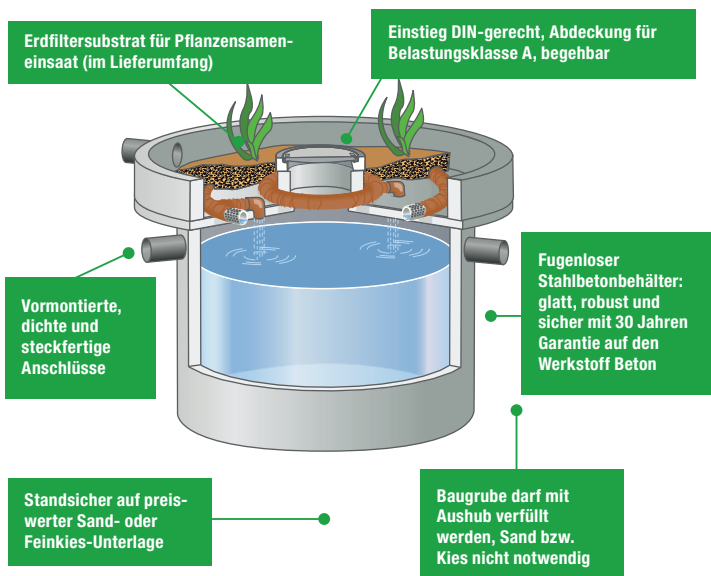 Erdfiltersubstrat für Pflanzensamen-
einsaat (im Lieferumfang)
Einstieg DIN-gerecht, Abdeckung für
Belastungsklasse A, begehbar
Vormontierte,
dichte und
steckfertige
Anschlüsse
Fugenloser
Stahlbetonbehälter:
glatt, robust und
sicher mit 30 Jahren
Garantie auf den
Werkstoff Beton
Standsicher auf preis-
werter Sand- oder
Feinkies-Unterlage
Baugrube darf mit
Aushub verfüllt
werden, Sand bzw.
Kies nicht notwendig